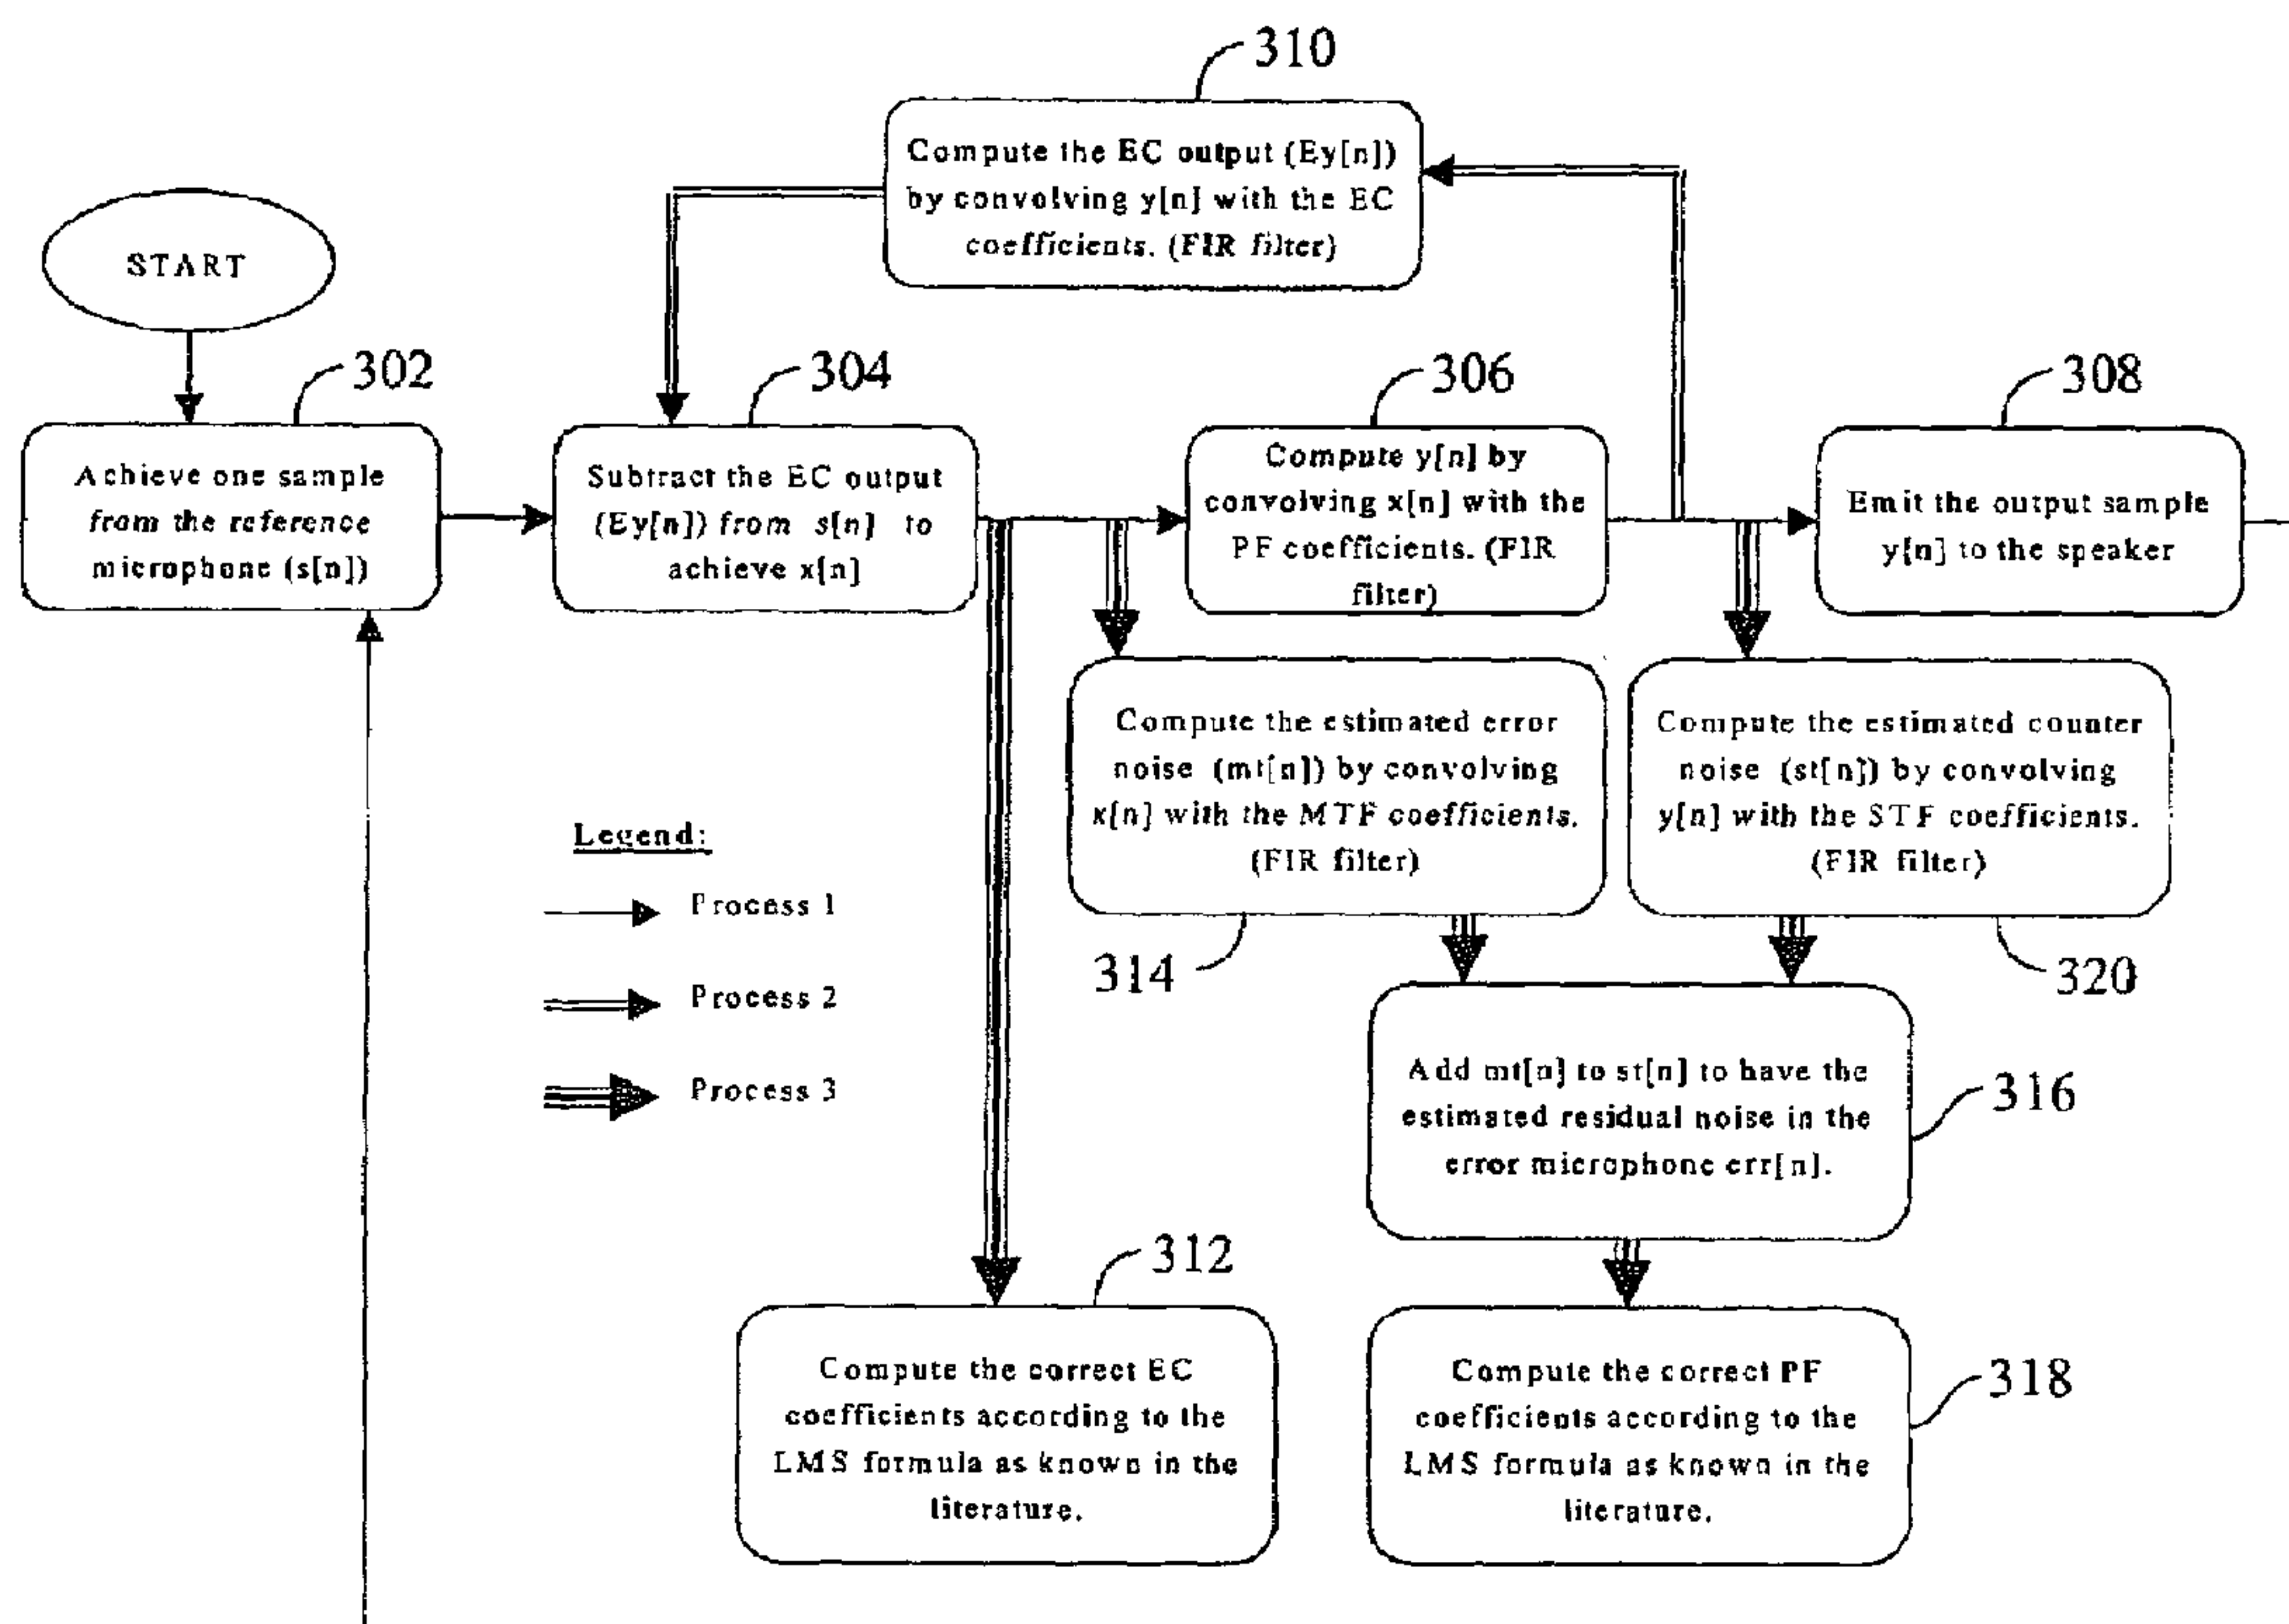 310
Compute the EC output (Ey[n])
by convolving y[n] with the EC
coefficients. (FIR filter)
START
302
304
306
308
Achieve one sample
from the reference
microphone (s[n])
Subtract the EC output
(Ey[n]) from s[n] to
achieve x[n]
Compute y[n] by
convolving x[n] with the
PF coefficients. (FIR
filter)
Emit the output sample
y[n] to the speaker
Compute the estimated error
noise (mt[n]) by convolving
x[n] with the MTF coefficients.
(FIR filter)
Compute the estimated counter
noise (st[n]) by convolving
y[n] with the STF coefficients.
(FIR filter)
314
320
Legend:
Process 1
Process 2
Process 3
Add mt[n] to st[n] to have the
estimated residual noise in the
error microphone err[n].
316
312
Compute the correct EC
coefficients according to the
LMS formula as known in the
literature.
Compute the correct PF
coefficients according to the
LMS formula as known in the
literature.
318